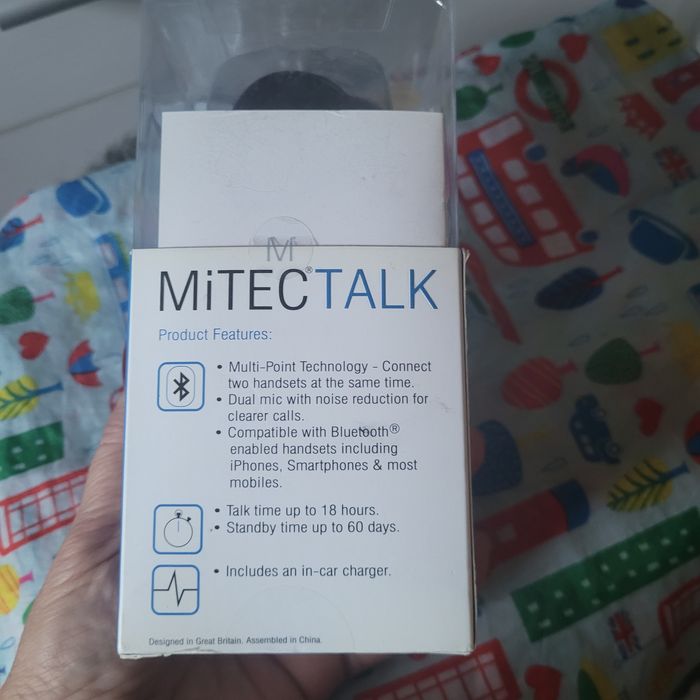 M
MiTEC®TALK
Product Features:
• Multi-Point Technology - Connect
two handsets at the same time.
• Dual mic with noise reduction for
clearer calls.
• Compatible with Bluetooth®
enabled handsets including
iPhones, Smartphones & most
mobiles.
• Talk time up to 18 hours.
• Standby time up to 60 days.
• Includes an in-car charger.
Designed in Great Britain. Assembled in China.